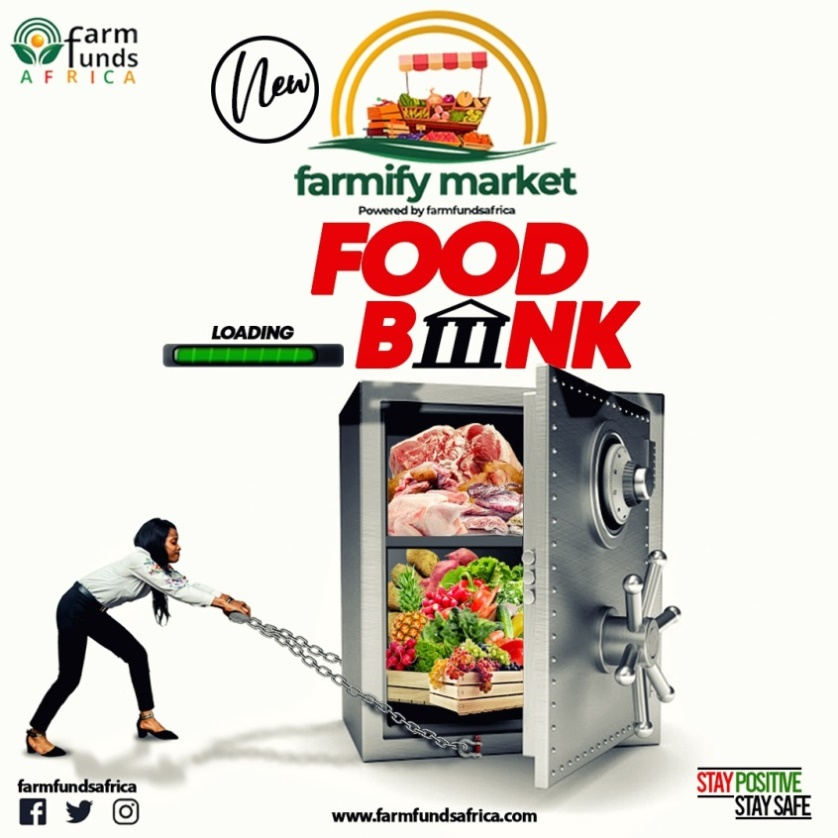 farm
funds
AFRICA
New
farmify market
Powered by farmfundsafrica
FOOD
BANK
LOADING
farmfundsafrica
www.farmfundsafrica.com
STAY POSITIVE
STAY SAFE